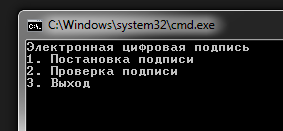 C:\Windows\system32\cmd.exe
Электронная цифровая подпись
1. Постановка подписи
2. Проверка подписи
3. Выход